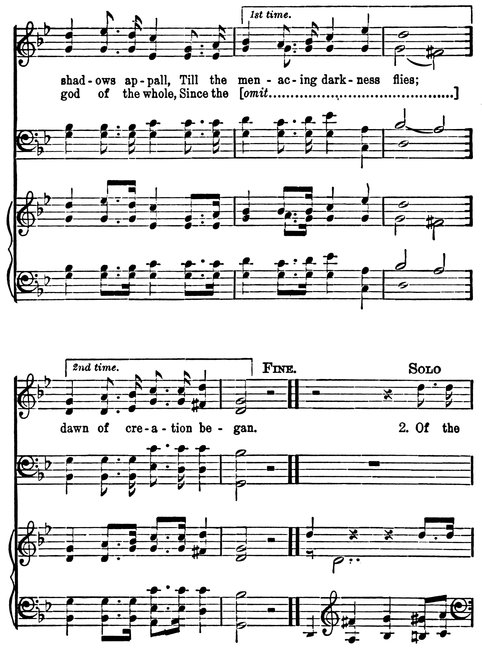 1st time.
shad-ows ap-pall, Till the men-ac-ing dark-ness flies;
god of the whole, Since the [omit..............................................]
2nd time. FINE. SOLO
dawn of cre-a-tion be-gan. 2. Of the